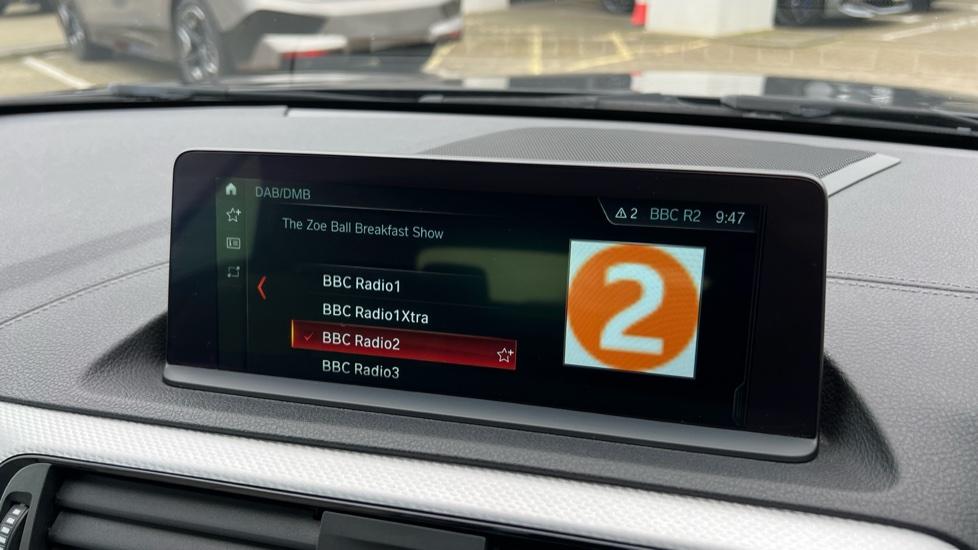 DAB/DMB
2 BBC R2 9:47
The Zoe Ball Breakfast Show
BBC Radio1
BBC Radio1Xtra
BBC Radio2
BBC Radio3
2